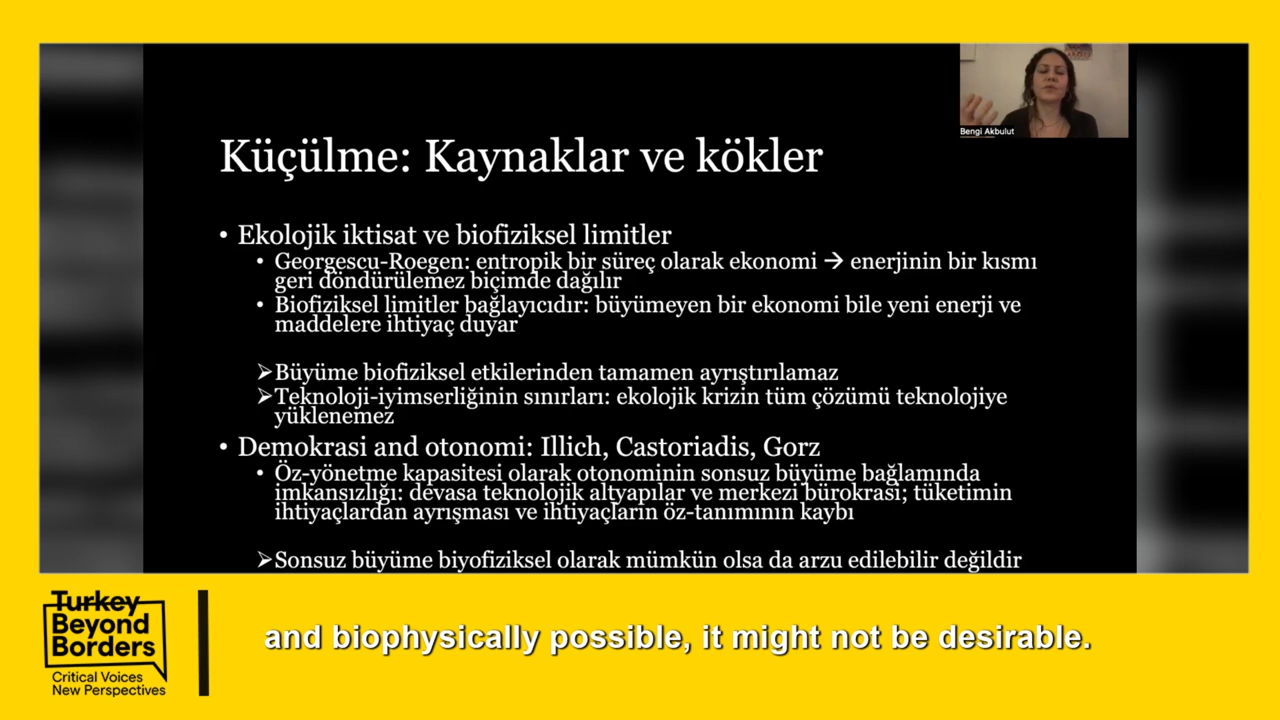 Bengi Akbulut
Küçülme: Kaynaklar ve kökler
• Ekolojik iktisat ve biofiziksel limitler
• Georgescu-Roegen: entropik bir süreç olarak ekonomi → enerjinin bir kısmı
geri döndürülemez biçimde dağılır
• Biofiziksel limitler bağlayıcıdır: büyümeyen bir ekonomi bile yeni enerji ve
maddelere ihtiyaç duyar
➢Büyüme biofiziksel etkilerinden tamamen ayrıştırılamaz
➢Teknoloji-iyimserliğinin sınırları: ekolojik krizin tüm çözümü teknolojiye
yüklenemez
• Demokrasi and otonomi: Illich, Castoriadis, Gorz
• Öz-yönetme kapasitesi olarak otonominin sonsuz büyüme bağlamında
imkansızlığı: devasa teknolojik altyapılar ve merkezi bürokrasi; tüketimin
ihtiyaçlardan ayrışması ve ihtiyaçların öz-tanımının kaybı
➢Sonsuz büyüme biyofiziksel olarak mümkün olsa da arzu edilebilir değildir
Turkey
Beyond
Borders
Critical Voices
New Perspectives
and biophysically possible, it might not be desirable.